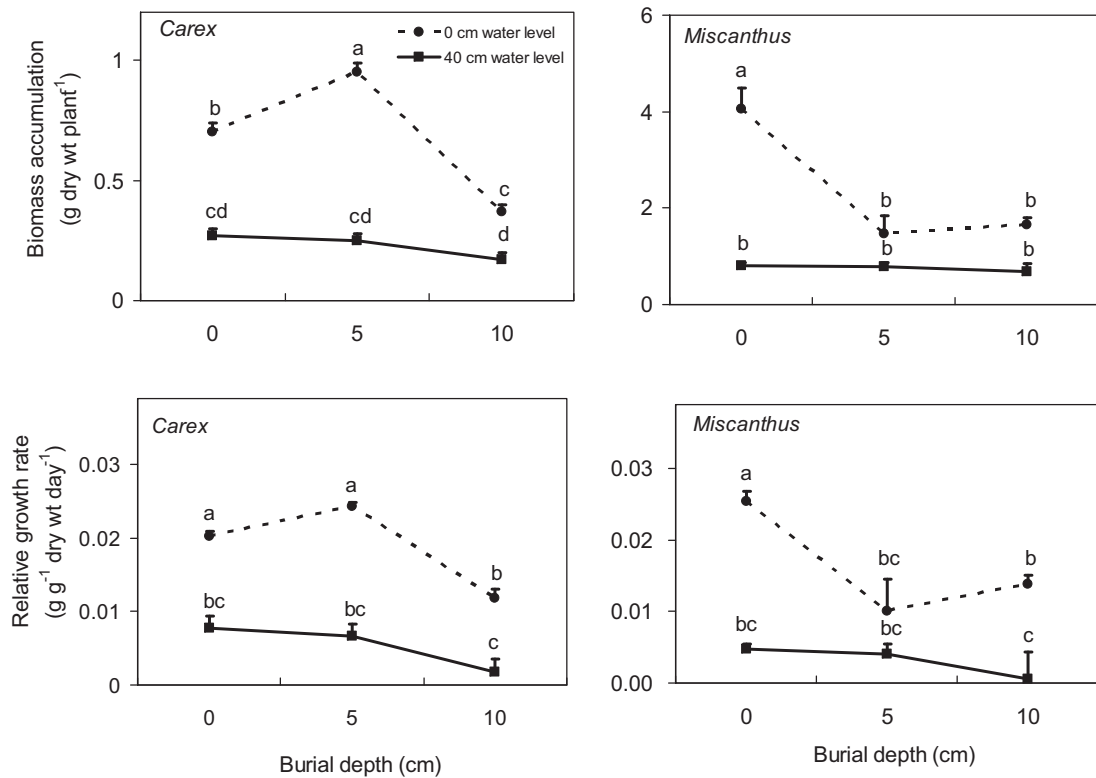 Carex
0 cm water level
40 cm water level
Biomass accumulation
(g dry wt plant⁻¹)
1
0.5
0
a
b
c
cd
cd
d
0
5
10
Miscanthus
6
4
2
0
a
b
b
b
b
b
0
5
10
Carex
Relative growth rate
(g g⁻¹ dry wt day⁻¹)
0.03
0.02
0.01
0
a
a
b
bc
bc
c
0
5
10
Burial depth (cm)
Miscanthus
0.03
0.02
0.01
0.00
a
bc
b
bc
bc
c
0
5
10
Burial depth (cm)